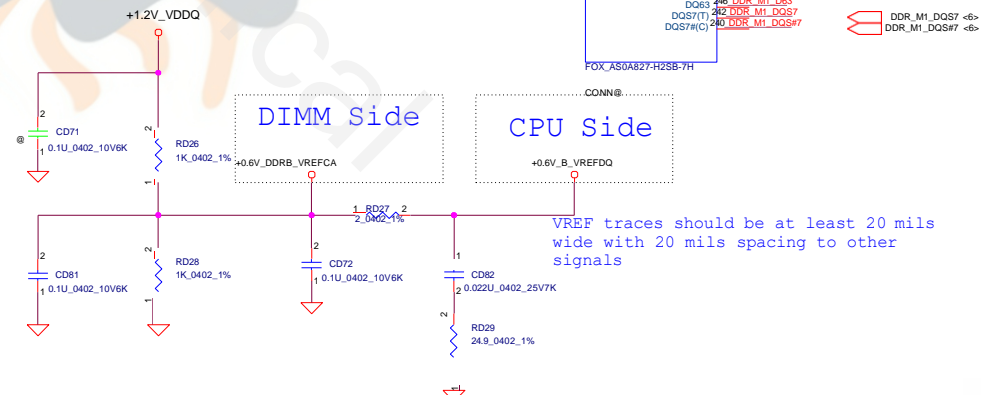 +1.2V_VDDQ
DQ63
DQS7(T)
DQS7#(C)
246 DDR_M1_D63
242 DDR_M1_DQS7
240 DDR_M1_DQS#7
DDR_M1_DQS7 <6>
DDR_M1_DQS#7 <6>
FOX_AS0A827-H2SB-7H
CONN@
DIMM Side
CPU Side
+0.6V_DDRB_VREFCA
+0.6V_B_VREFDQ
@
2
CD71
0.1U_0402_10V6K
1
2
RD26
1K_0402_1%
1
1 RD27 2
2_0402_1%
VREF traces should be at least 20 mils
wide with 20 mils spacing to other
signals
2
CD81
0.1U_0402_10V6K
1
2
RD28
1K_0402_1%
1
2
CD72
0.1U_0402_10V6K
1
1
CD82
0.022U_0402_25V7K
2
2
RD29
24.9_0402_1%
1
cal